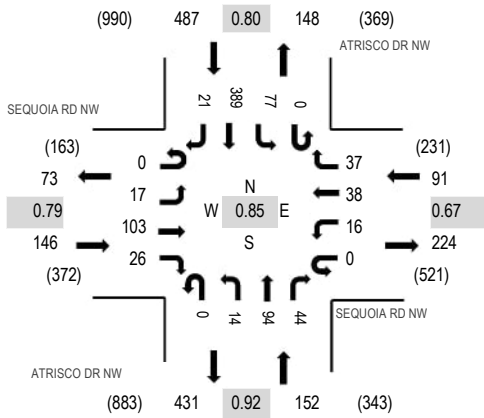 (990) 487 0.80 148 (369)
ATRISCO DR NW
21 389 77 0
SEQUOIA RD NW
(163) 0 37 (231)
73 17 N 38 91
0.79 W 0.85 E 0.67
146 103 S 16 224
(372) 26 0 (521)
0 14 94 44
SEQUOIA RD NW
ATRISCO DR NW
(883) 431 0.92 152 (343)